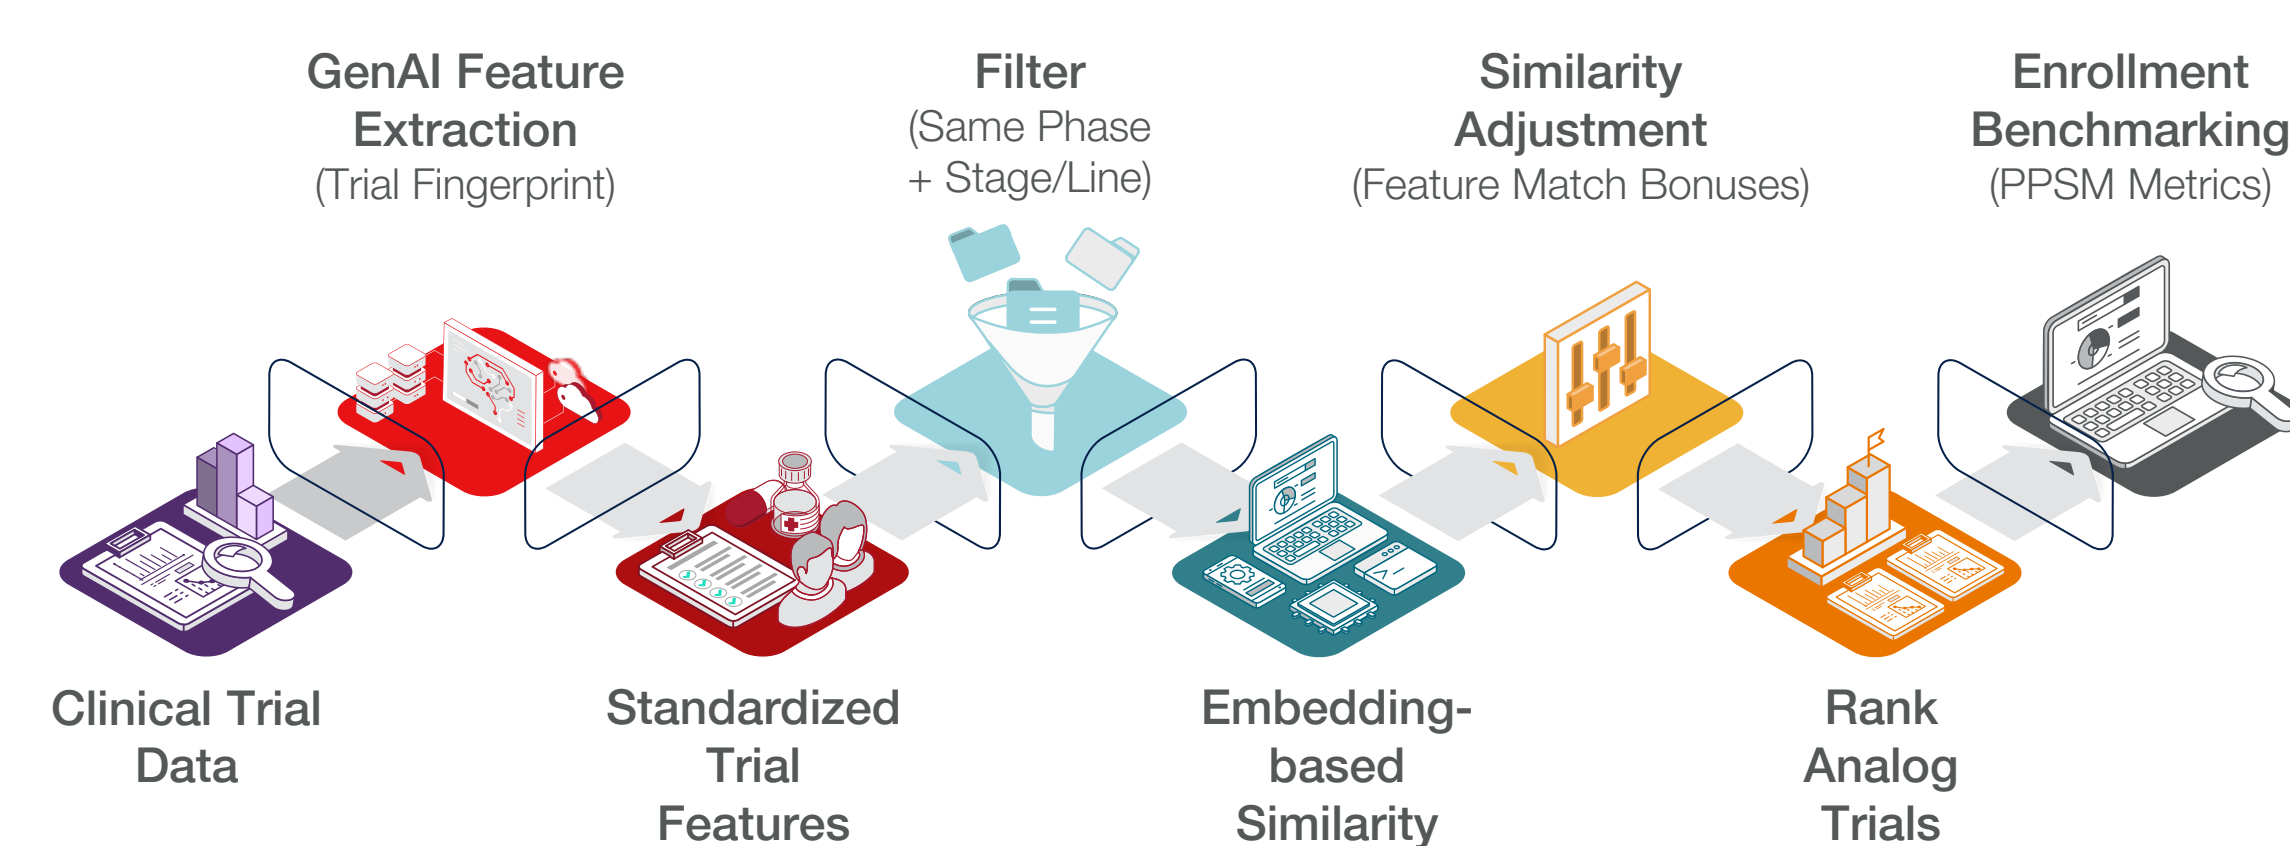 GenAI Feature
Extraction
(Trial Fingerprint)
Filter
(Same Phase
+ Stage/Line)
Similarity
Adjustment
(Feature Match Bonuses)
Enrollment
Benchmarking
(PPSM Metrics)
Clinical Trial
Data
Standardized
Trial
Features
Embedding-
based
Similarity
Rank
Analog
Trials